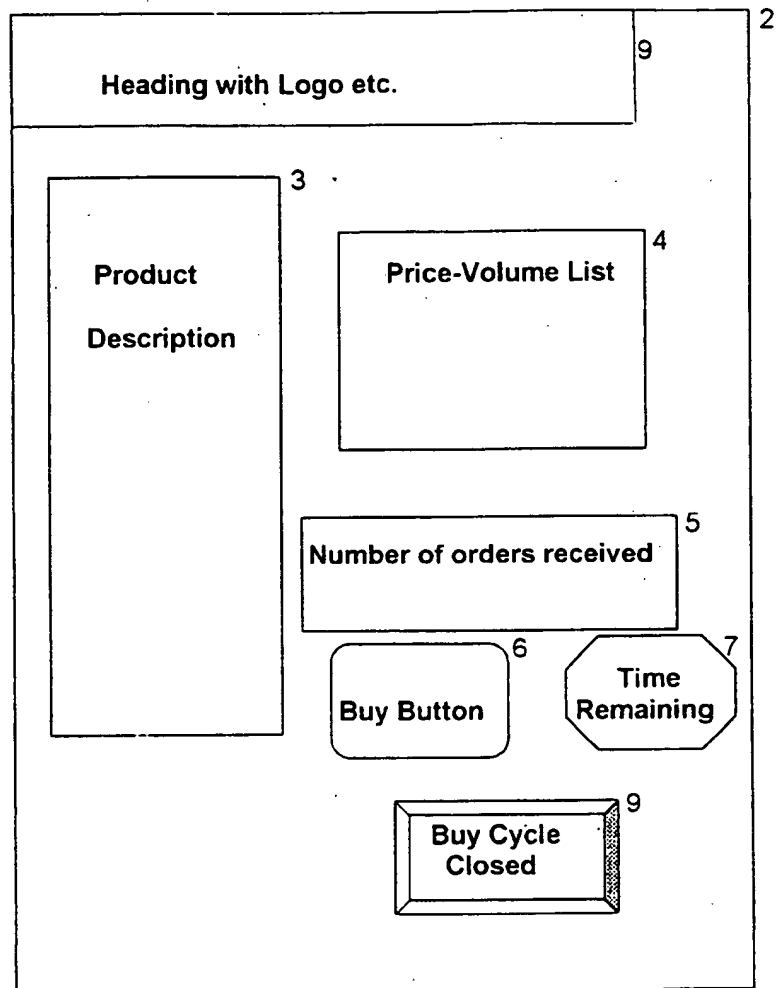 2
9
Heading with Logo etc.
3
Product
Description
4
Price-Volume List
5
Number of orders received
6
Buy Button
7
Time
Remaining
9
Buy Cycle
Closed